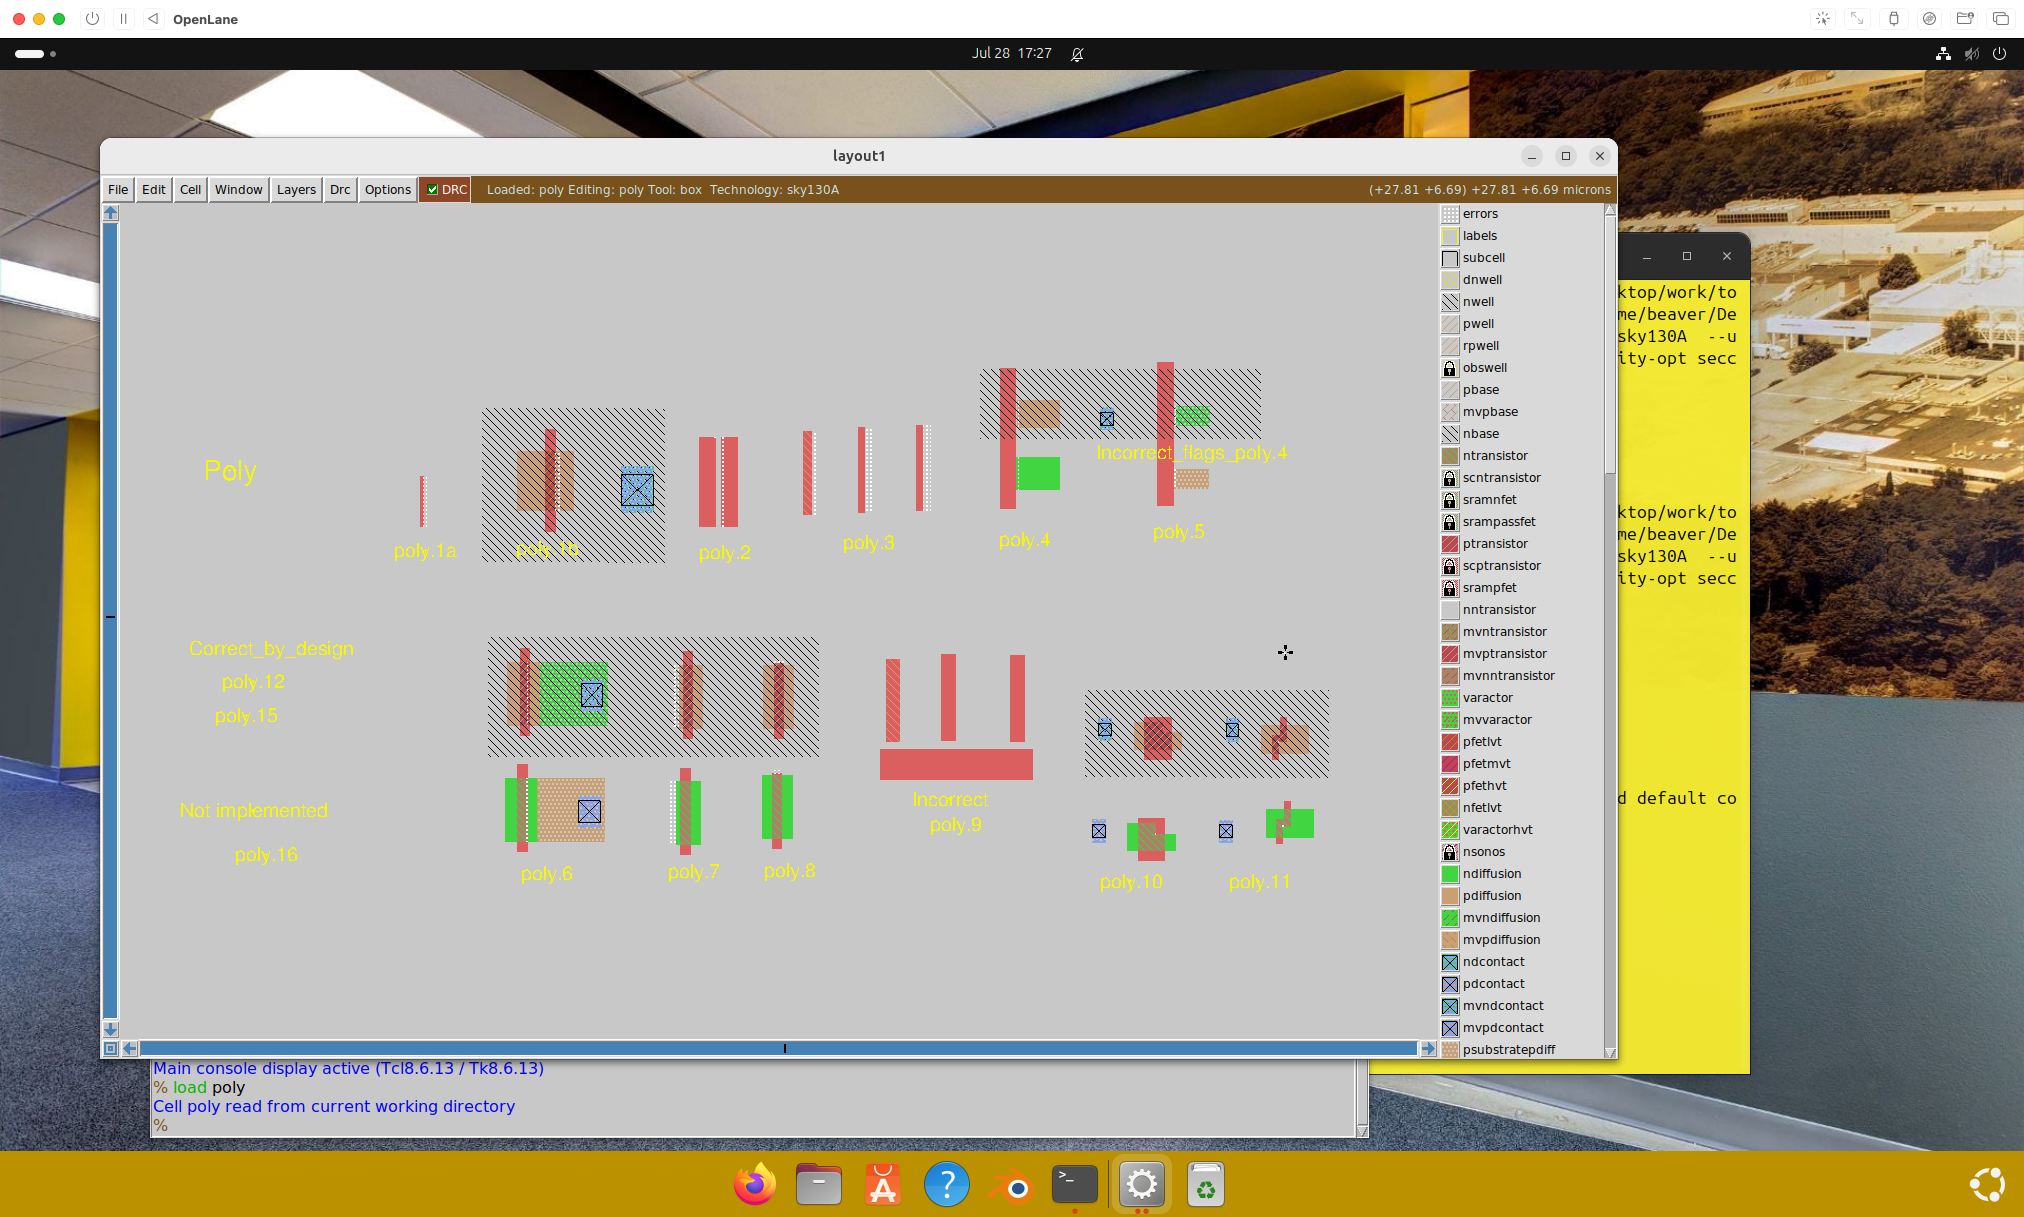 OpenLane
Jul 28 17:27
layout1
File Edit Cell Window Layers Drc Options DRC Loaded: poly Editing: poly Tool: box Technology: sky130A (+27.81 +6.69) +27.81 +6.69 microns
errors
labels
subcell
dnwell
nwell
pwell
rpwell
obswell
pbase
mvpbase
nbase
ntransistor
scntransistor
sramnfet
srampassfet
ptransistor
scptransistor
srampfet
nntransistor
mvntransistor
mvptransistor
mvnntransistor
varactor
mvvaractor
pfetlvt
pfetmvt
pfethvt
nfetlvt
varactorhvt
nsonos
ndiffusion
pdiffusion
mvndiffusion
mvpdiffusion
ndcontact
pdcontact
mvndcontact
mvpdcontact
psubstratepdiff
Poly
poly.1a
poly.1b
poly.2
poly.3
poly.4
Incorrect_flags_poly.4
poly.5
Correct_by_design
poly.12
poly.15
Not implemented
poly.16
poly.6
poly.7
poly.8
Incorrect
poly.9
poly.10
poly.11
ktop/work/to
me/beaver/De
sky130A --u
ity-opt secc
ktop/work/to
me/beaver/De
sky130A --u
ity-opt secc
d default co
Main console display active (Tcl8.6.13 / Tk8.6.13)
% load poly
Cell poly read from current working directory
%